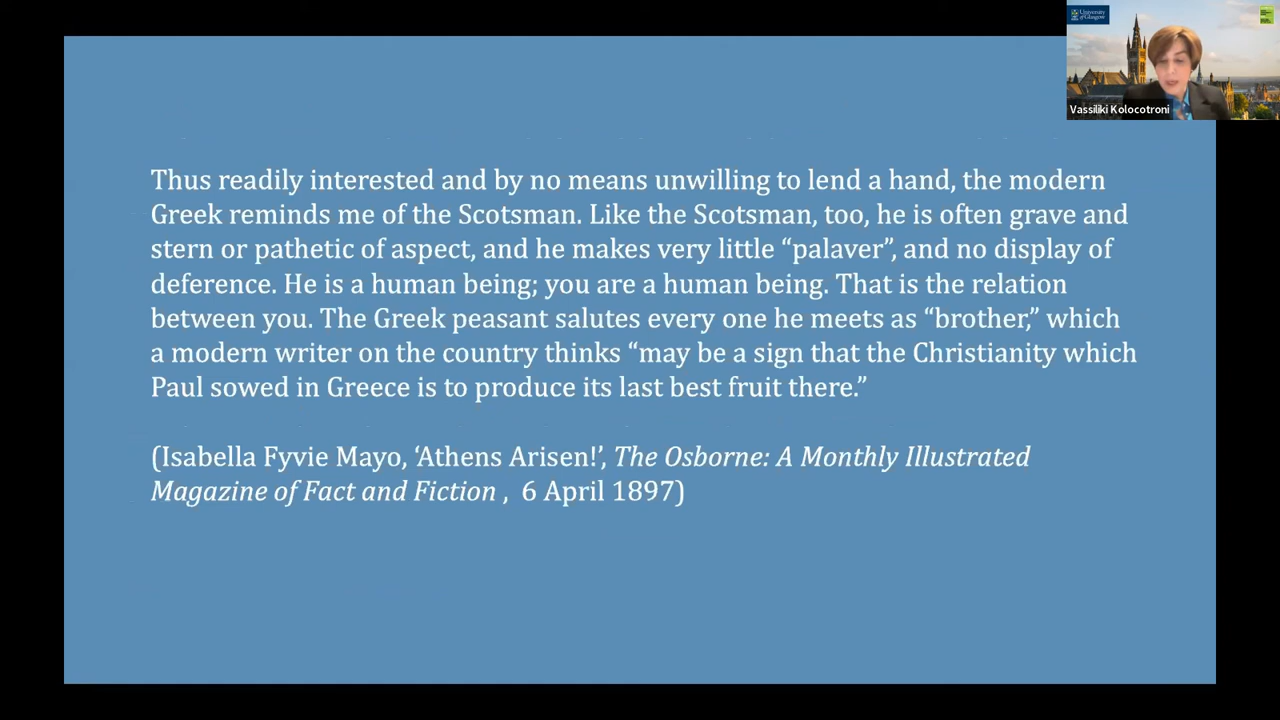 University
of Glasgow
Vassiliki Kolocotroni
Thus readily interested and by no means unwilling to lend a hand, the modern
Greek reminds me of the Scotsman. Like the Scotsman, too, he is often grave and
stern or pathetic of aspect, and he makes very little “palaver”, and no display of
deference. He is a human being; you are a human being. That is the relation
between you. The Greek peasant salutes every one he meets as “brother,” which
a modern writer on the country thinks “may be a sign that the Christianity which
Paul sowed in Greece is to produce its last best fruit there.”
(Isabella Fyvie Mayo, ‘Athens Arisen!’, The Osborne: A Monthly Illustrated
Magazine of Fact and Fiction , 6 April 1897)